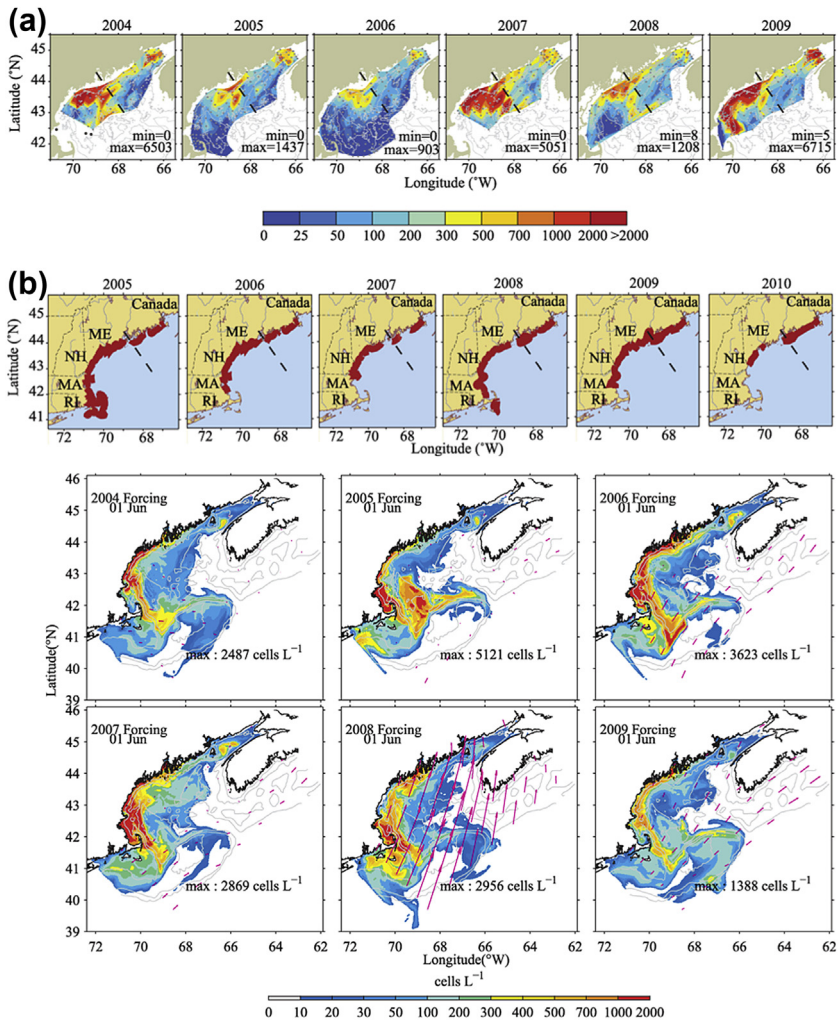 (a)
2004 2005 2006 2007 2008 2009
Latitude (°N)
45
44
43
42
min=0
max=6503
min=0
max=1437
min=0
max=903
min=0
max=5051
min=8
max=1208
min=5
max=6715
70 68 66 70 68 66 70 68 66 70 68 66 70 68 66 70 68 66
Longitude (°W)
0 25 50 100 200 300 500 700 1000 2000 >2000
(b)
2005 2006 2007 2008 2009 2010
Latitude (°N)
45
44
43
42
41
Canada Canada Canada Canada Canada Canada
ME ME ME ME ME ME
NH NH NH NH NH NH
MA MA MA MA MA MA
RI RI RI RI RI RI
72 70 68 72 70 68 72 70 68 72 70 68 72 70 68 72 70 68
Longitude (°W)
Latitude(°N)
46
45
44
43
42
41
40
39
2004 Forcing
01 Jun
max : 2487 cells L⁻¹
2005 Forcing
01 Jun
max : 5121 cells L⁻¹
2006 Forcing
01 Jun
max : 3623 cells L⁻¹
46
45
44
43
42
41
40
39
2007 Forcing
01 Jun
max : 2869 cells L⁻¹
2008 Forcing
01 Jun
max : 2956 cells L⁻¹
2009 Forcing
01 Jun
max : 1388 cells L⁻¹
72 70 68 66 64 62 72 70 68 66 64 62 72 70 68 66 64 62
Longitude(°W)
cells L⁻¹
0 10 20 30 50 100 200 300 400 500 700 1000 2000